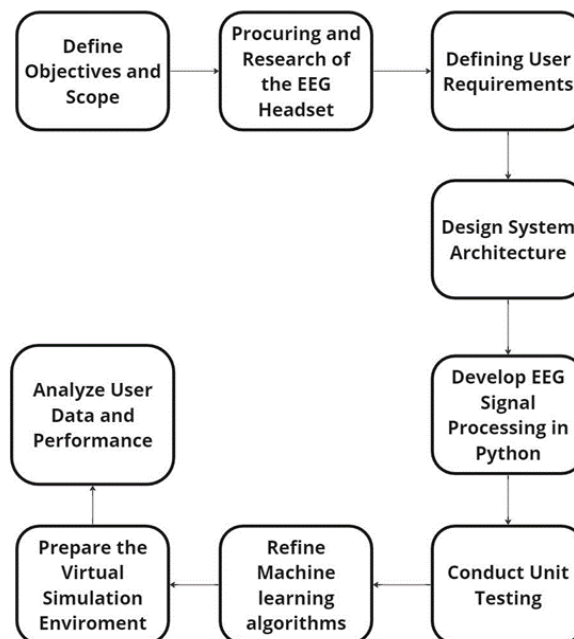 Define
Objectives and
Scope
Procuring and
Research of
the EEG
Headset
Defining User
Requirements
Design System
Architecture
Develop EEG
Signal
Processing in
Python
Conduct Unit
Testing
Refine
Machine
learning
algorithms
Prepare the
Virtual
Simulation
Enviroment
Analyze User
Data and
Performance